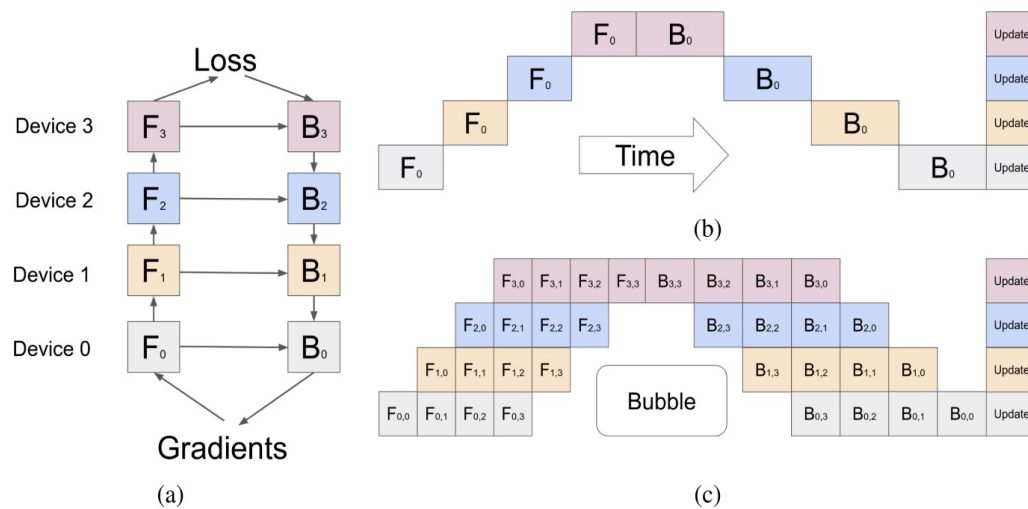 Loss
Device 3
F3
B3
Device 2
F2
B2
Device 1
F1
B1
Device 0
F0
B0
Gradients
(a)
F0 B0 Update
F0 B0 Update
F0 B0 Update
F0 B0 Update
Time
(b)
F3,0 F3,1 F3,2 F3,3 B3,3 B3,2 B3,1 B3,0 Update
F2,0 F2,1 F2,2 F2,3 B2,3 B2,2 B2,1 B2,0 Update
F1,0 F1,1 F1,2 F1,3 B1,3 B1,2 B1,1 B1,0 Update
F0,0 F0,1 F0,2 F0,3 B0,3 B0,2 B0,1 B0,0 Update
Bubble
(c)